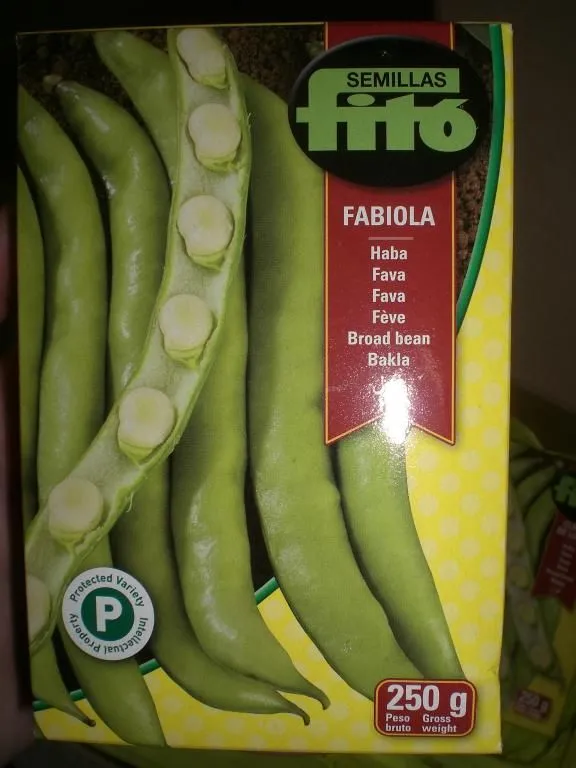 SEMILLAS
fitó
FABIOLA
Haba
Fava
Fava
Fève
Broad bean
Bakla
Protected Variety
P
Intellectual Property
250 g
Peso Gross
bruto weight